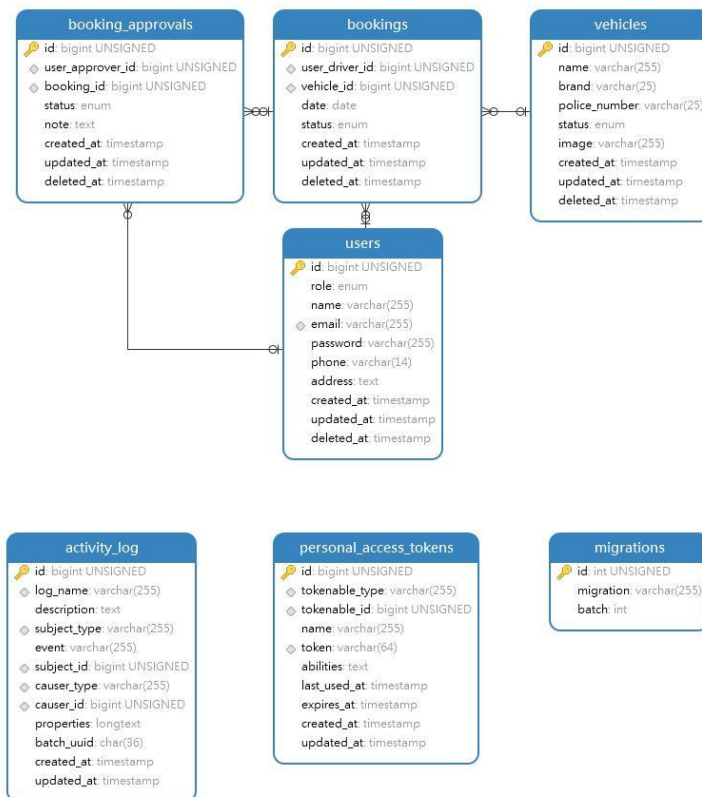 booking_approvals
id: bigint UNSIGNED
user_approver_id: bigint UNSIGNED
booking_id: bigint UNSIGNED
status: enum
note: text
created_at: timestamp
updated_at: timestamp
deleted_at: timestamp
bookings
id: bigint UNSIGNED
user_driver_id: bigint UNSIGNED
vehicle_id: bigint UNSIGNED
date: date
status: enum
created_at: timestamp
updated_at: timestamp
deleted_at: timestamp
vehicles
id: bigint UNSIGNED
name: varchar(255)
brand: varchar(25)
police_number: varchar(25)
status: enum
image: varchar(255)
created_at: timestamp
updated_at: timestamp
deleted_at: timestamp
users
id: bigint UNSIGNED
role: enum
name: varchar(255)
email: varchar(255)
password: varchar(255)
phone: varchar(14)
address: text
created_at: timestamp
updated_at: timestamp
deleted_at: timestamp
activity_log
id: bigint UNSIGNED
log_name: varchar(255)
description: text
subject_type: varchar(255)
event: varchar(255)
subject_id: bigint UNSIGNED
causer_type: varchar(255)
causer_id: bigint UNSIGNED
properties: longtext
batch_uuid: char(36)
created_at: timestamp
updated_at: timestamp
personal_access_tokens
id: bigint UNSIGNED
tokenable_type: varchar(255)
tokenable_id: bigint UNSIGNED
name: varchar(255)
token: varchar(64)
abilities: text
last_used_at: timestamp
expires_at: timestamp
created_at: timestamp
updated_at: timestamp
migrations
id: int UNSIGNED
migration: varchar(255)
batch: int